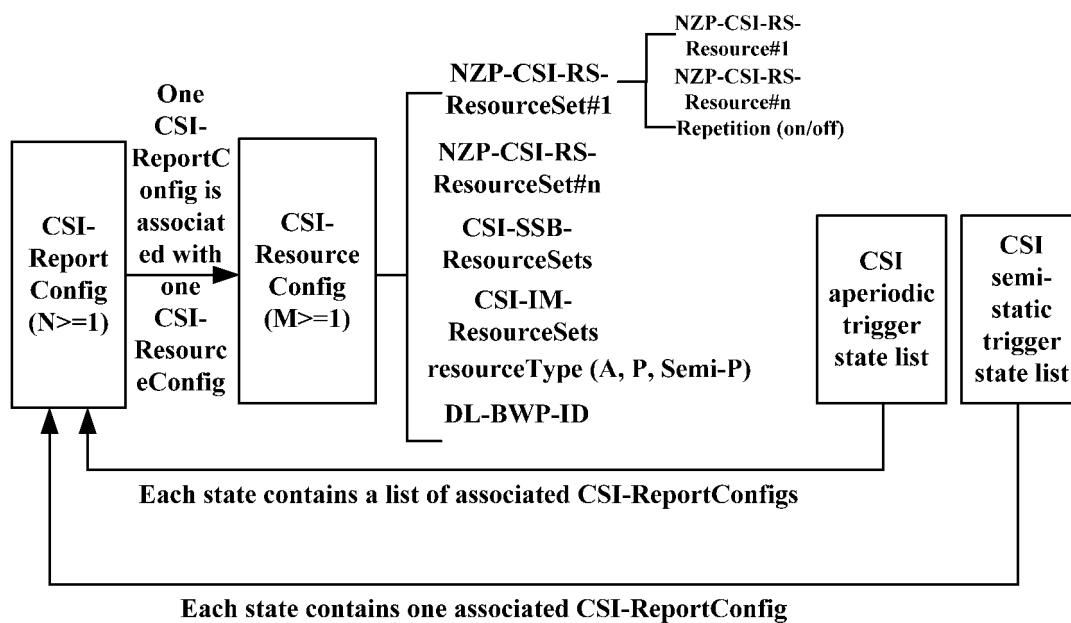 CSI-
Report
Config
(N>=1)
One
CSI-
ReportC
onfig is
associat
ed with
one
CSI-
Resourc
eConfig
CSI-
Resource
Config
(M>=1)
NZP-CSI-RS-
ResourceSet#1
NZP-CSI-RS-
Resource#1
NZP-CSI-RS-
Resource#n
Repetition (on/off)
NZP-CSI-RS-
ResourceSet#n
CSI-SSB-
ResourceSets
CSI-IM-
ResourceSets
resourceType (A, P, Semi-P)
DL-BWP-ID
CSI
aperiodic
trigger
state list
CSI
semi-
static
trigger
state list
Each state contains a list of associated CSI-ReportConfigs
Each state contains one associated CSI-ReportConfig